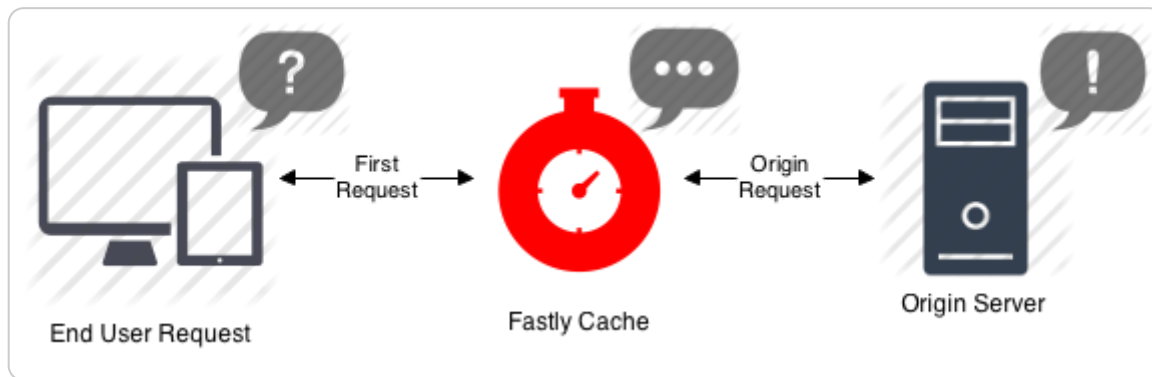 ?
!
First
Request
Origin
Request
End User Request
Fastly Cache
Origin Server